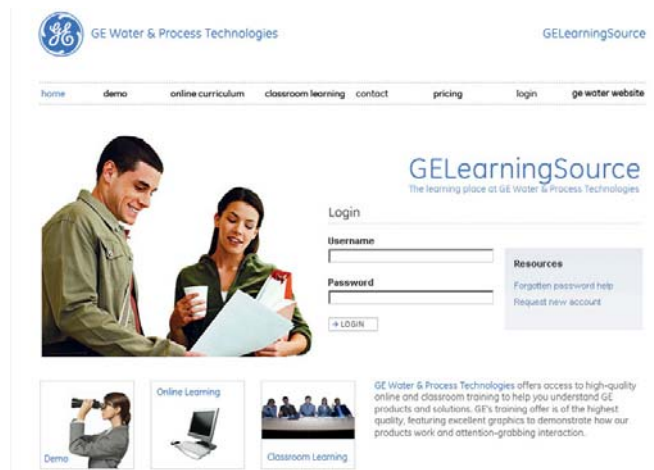 GE Water & Process Technologies
GELearningSource
home demo online curriculum classroom learning contact pricing login ge water website
GELearningSource
The learning place at GE Water & Process Technologies
Login
Username
Password
→ LOGIN
Resources
Forgotten password help
Request new account
Demo
Online Learning
Classroom Learning
GE Water & Process Technologies offers access to high-quality
online and classroom training to help you understand GE
products and solutions. GE's training offer is of the highest
quality, featuring excellent graphics to demonstrate how our
products work and attention-grabbing interaction.